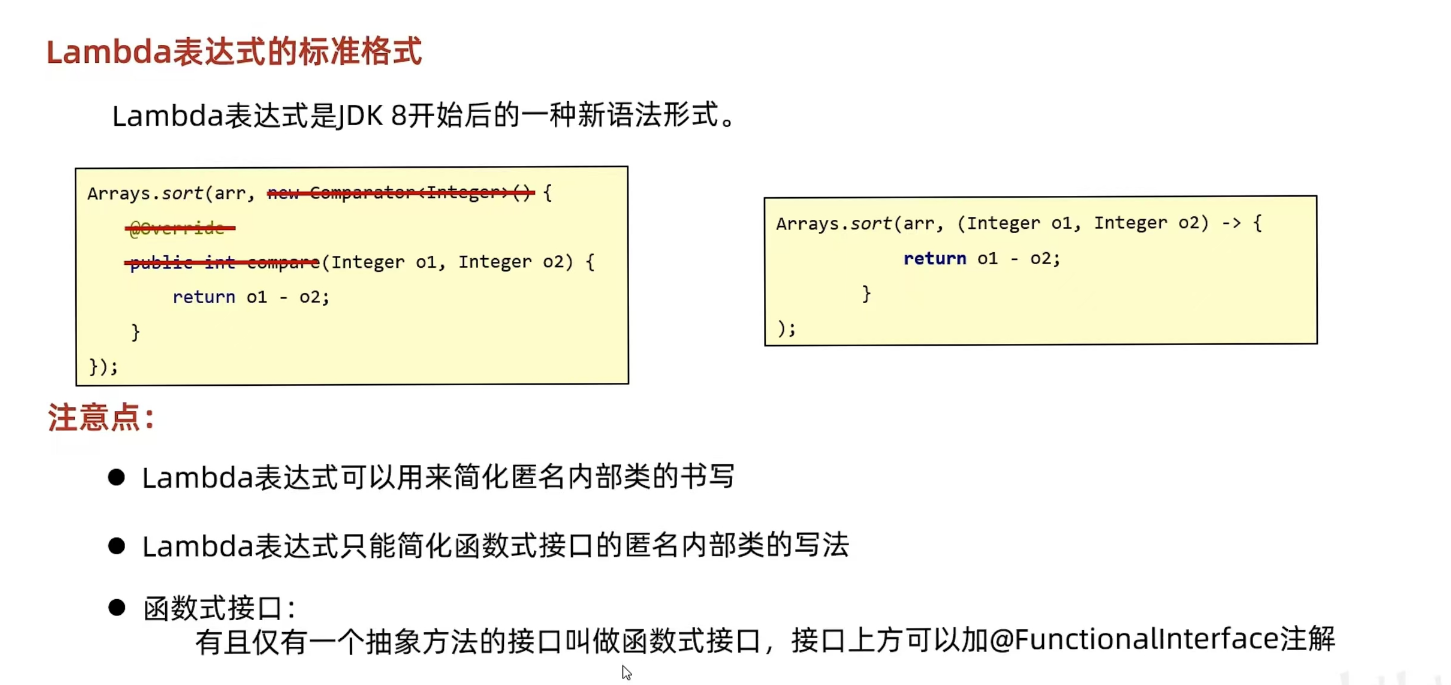 Lambda表达式的标准格式
Lambda表达式是JDK 8开始后的一种新语法形式。
Arrays.sort(arr, new Comparator<Integer>() {
@Override
public int compare(Integer o1, Integer o2) {
return o1 - o2;
}
});
Arrays.sort(arr, (Integer o1, Integer o2) -> {
return o1 - o2;
}
);
注意点：
● Lambda表达式可以用来简化匿名内部类的书写
● Lambda表达式只能简化函数式接口的匿名内部类的写法
● 函数式接口：
有且仅有一个抽象方法的接口叫做函数式接口，接口上方可以加@FunctionalInterface注解